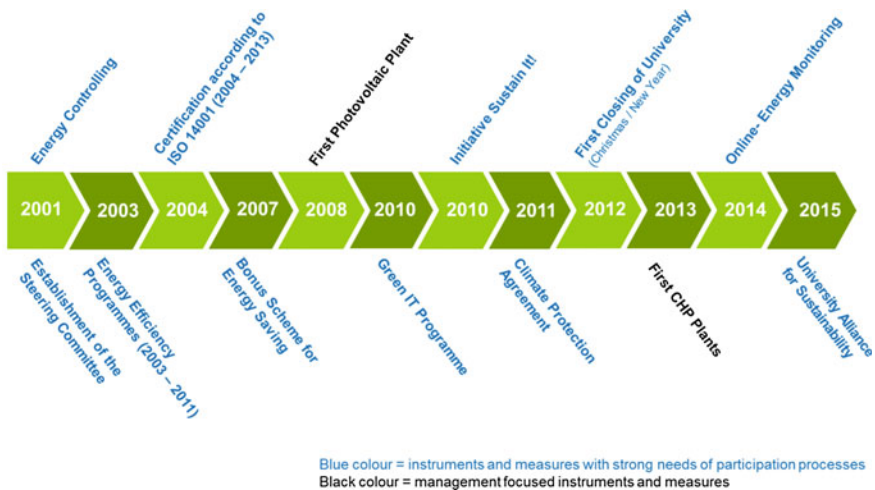 Energy Controlling
Certification according to
ISO 14001 (2004 – 2013)
First Photovoltaic Plant
Initiative Sustain It!
First Closing of University
(Christmas / New Year)
Online- Energy Monitoring
2001
2003
2004
2007
2008
2010
2010
2011
2012
2013
2014
2015
Establishment of the
Steering Committee
Energy Efficiency
Programmes (2003 – 2011)
Bonus Scheme for
Energy Saving
Green IT Programme
Climate Protection
Agreement
First CHP Plants
University Alliance
for Sustainability
Blue colour = instruments and measures with strong needs of participation processes
Black colour = management focused instruments and measures